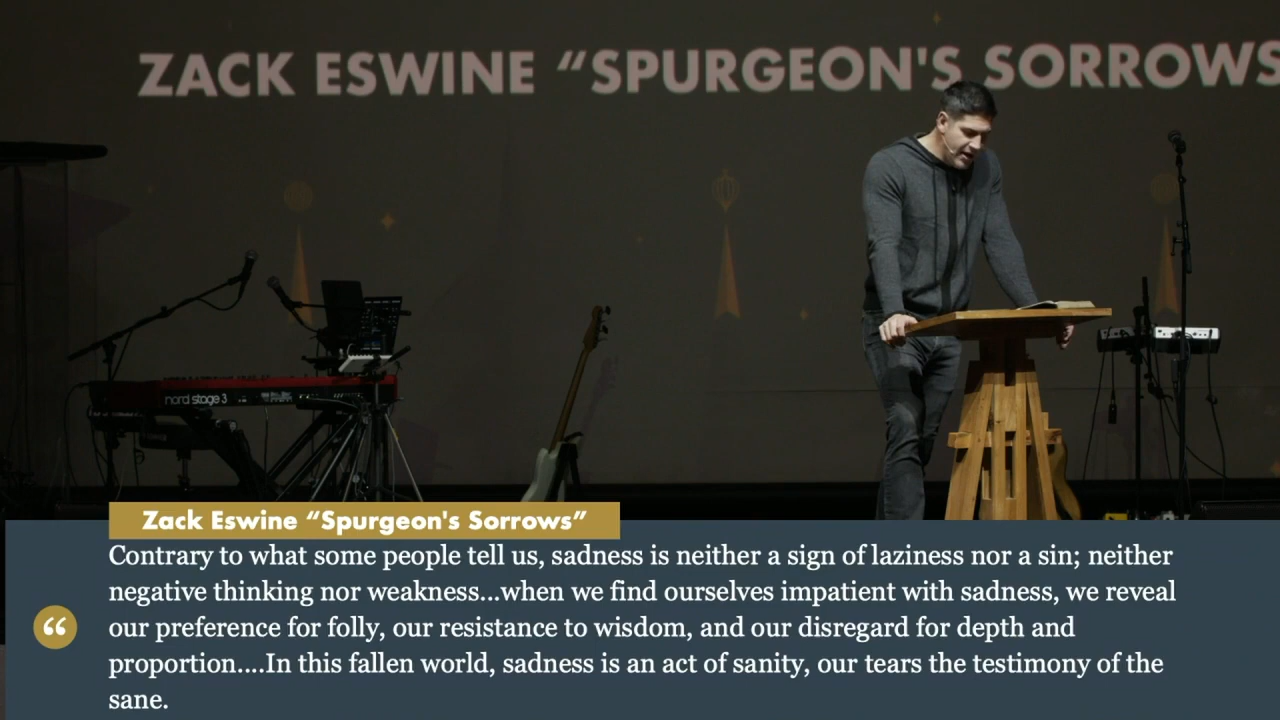 ZACK ESWINE “SPURGEON'S SORROWS
nord stage 3
Zack Eswine “Spurgeon's Sorrows”
Contrary to what some people tell us, sadness is neither a sign of laziness nor a sin; neither
negative thinking nor weakness...when we find ourselves impatient with sadness, we reveal
our preference for folly, our resistance to wisdom, and our disregard for depth and
proportion....In this fallen world, sadness is an act of sanity, our tears the testimony of the
sane.